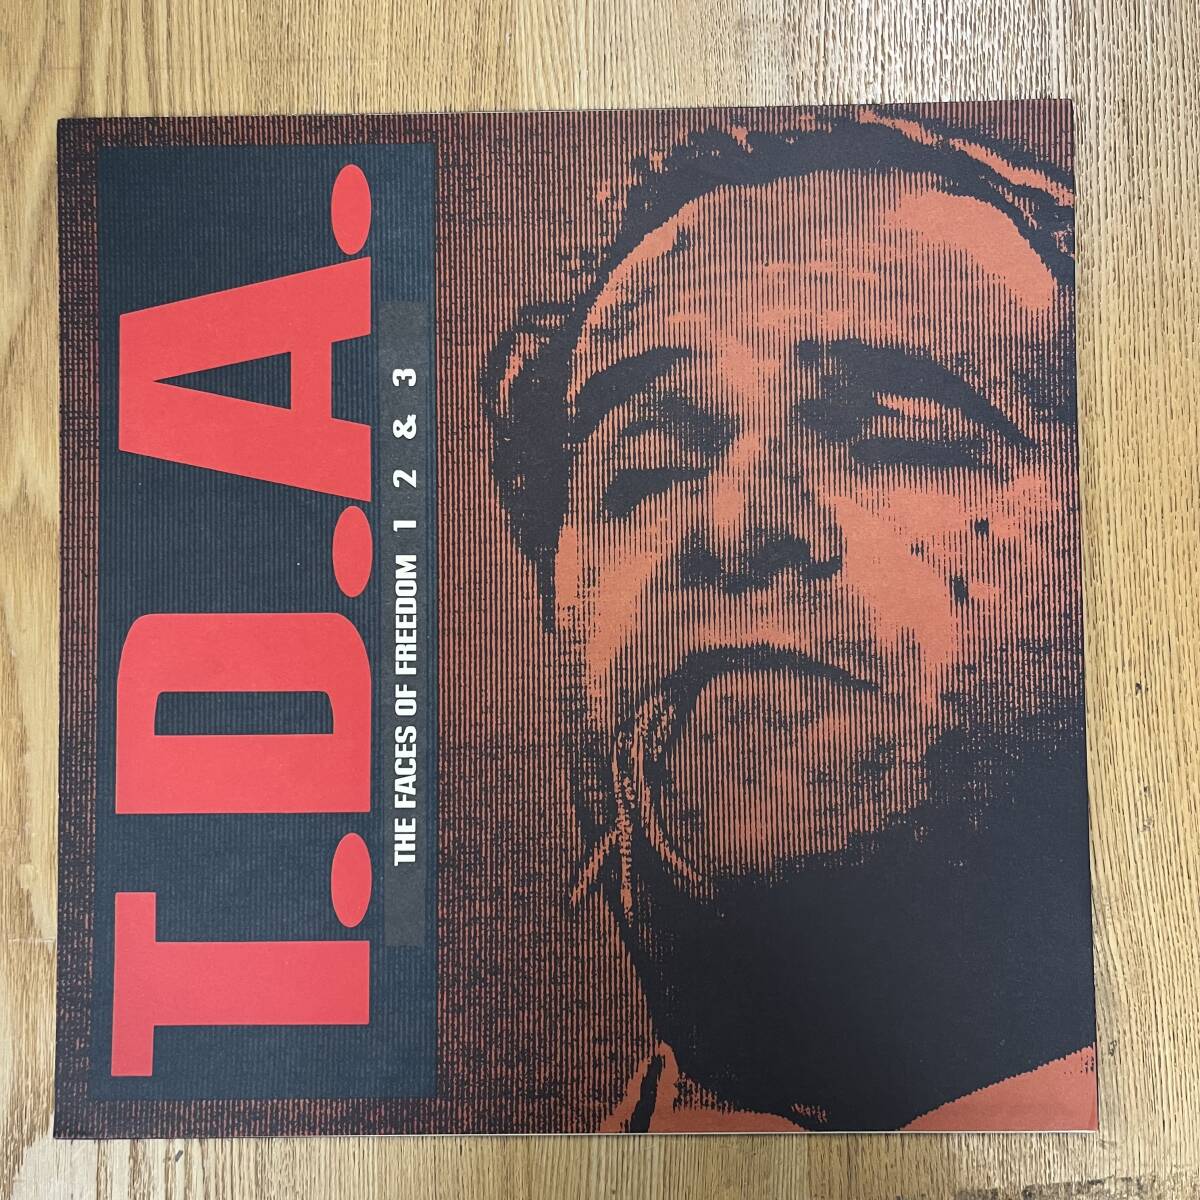 T.D.A.
THE FACES OF FREEDOM 1 2 & 3